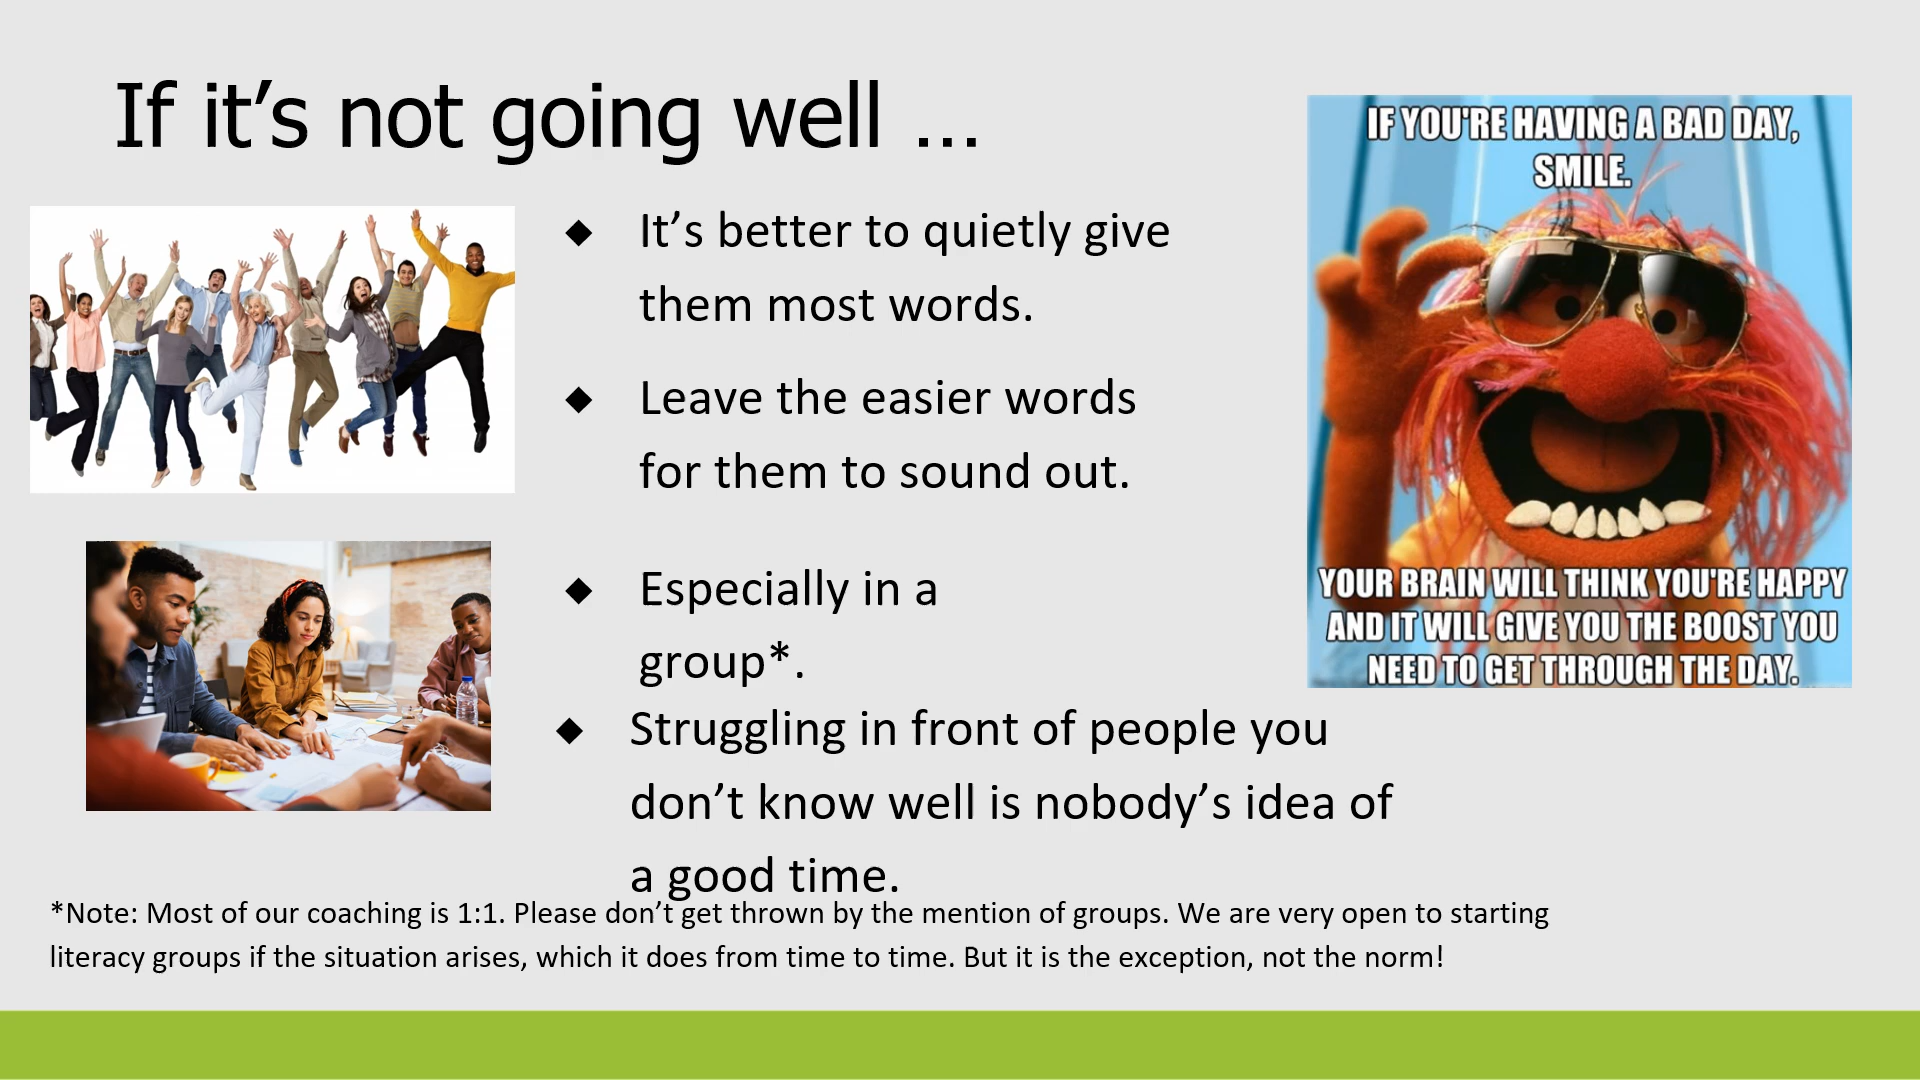 If it’s not going well …
◆ It’s better to quietly give
them most words.
◆ Leave the easier words
for them to sound out.
◆ Especially in a
group*.
◆ Struggling in front of people you
don’t know well is nobody’s idea of
a good time.
IF YOU'RE HAVING A BAD DAY,
SMILE.
YOUR BRAIN WILL THINK YOU'RE HAPPY
AND IT WILL GIVE YOU THE BOOST YOU
NEED TO GET THROUGH THE DAY.
*Note: Most of our coaching is 1:1. Please don’t get thrown by the mention of groups. We are very open to starting
literacy groups if the situation arises, which it does from time to time. But it is the exception, not the norm!